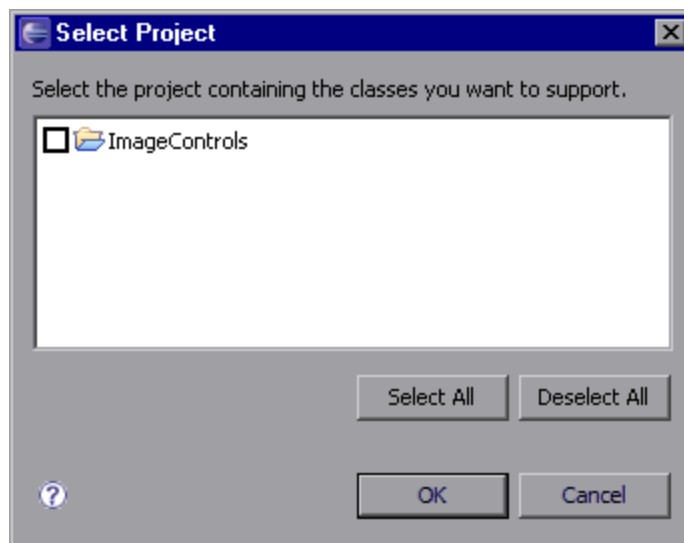 Select Project
Select the project containing the classes you want to support.
ImageControls
Select All
Deselect All
?
OK
Cancel